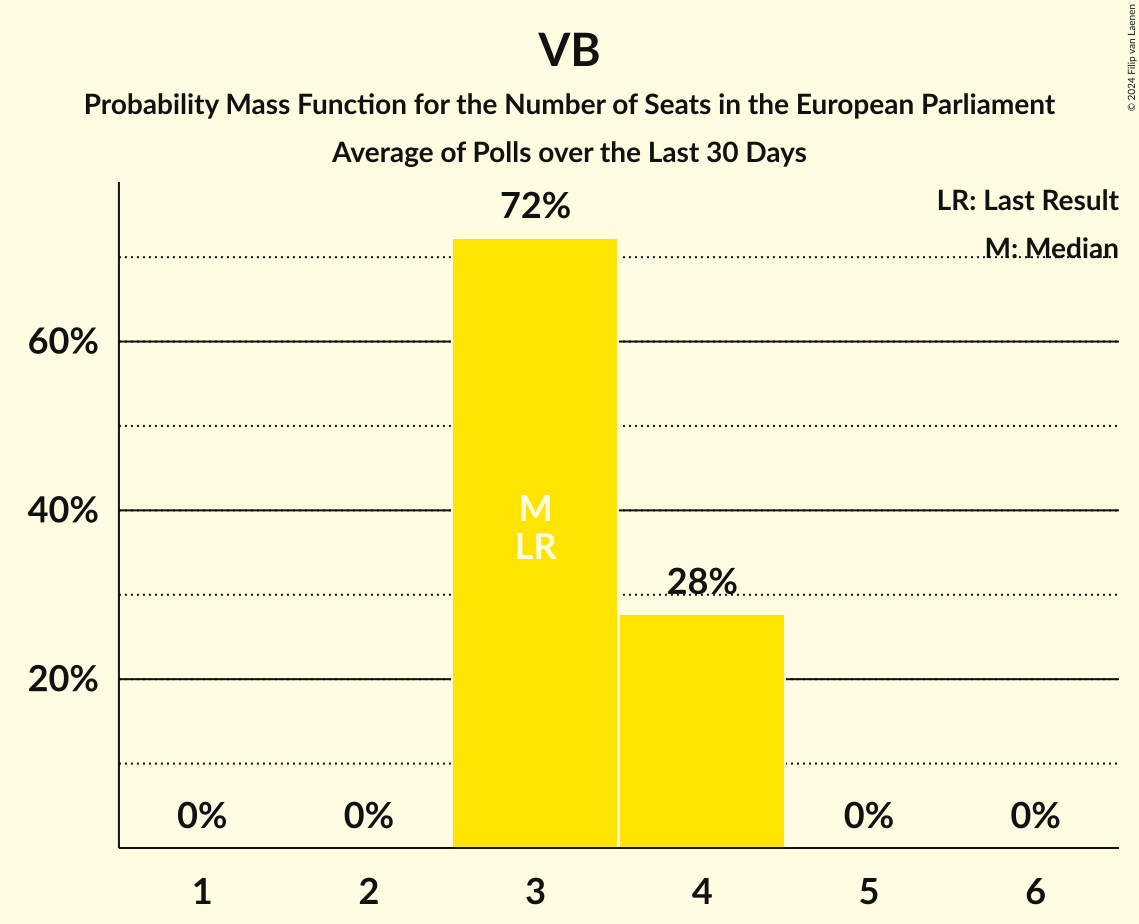 VB
Probability Mass Function for the Number of Seats in the European Parliament
Average of Polls over the Last 30 Days
© 2024 Filip van Laenen
LR: Last Result
M: Median
72%
60%
40%
20%
M
LR
28%
0%
0%
0%
0%
1
2
3
4
5
6